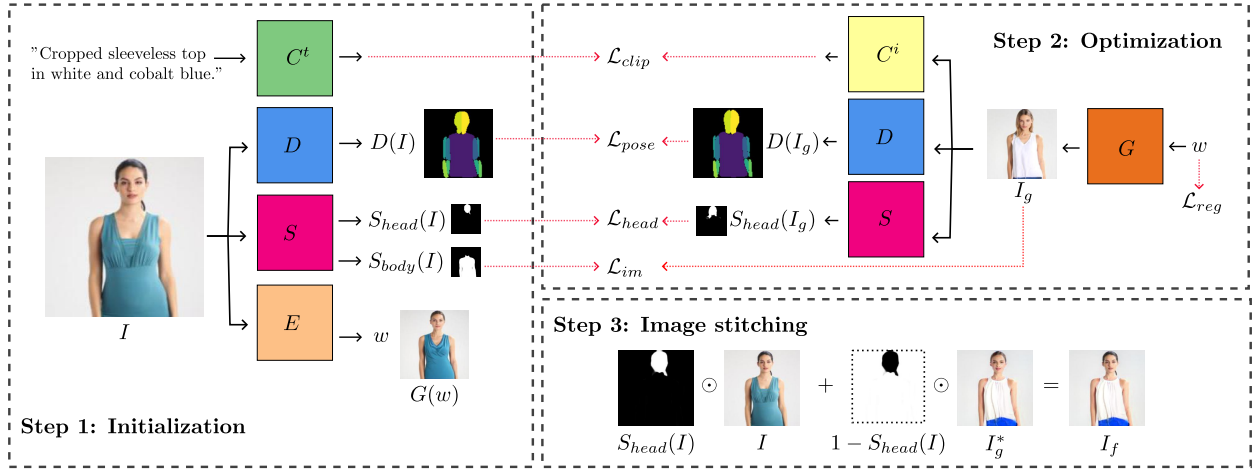 "Cropped sleeveless top
in white and cobalt blue."
C^t
D
D(I)
S
S_head(I)
S_body(I)
E
w
G(w)
I
Step 1: Initialization
Step 2: Optimization
L_clip
C^i
L_pose
D(I_g)
D
L_head
S_head(I_g)
S
L_im
I_g
G
w
L_reg
Step 3: Image stitching
⊙ + ⊙ =
S_head(I) I 1 − S_head(I) I_g^* I_f